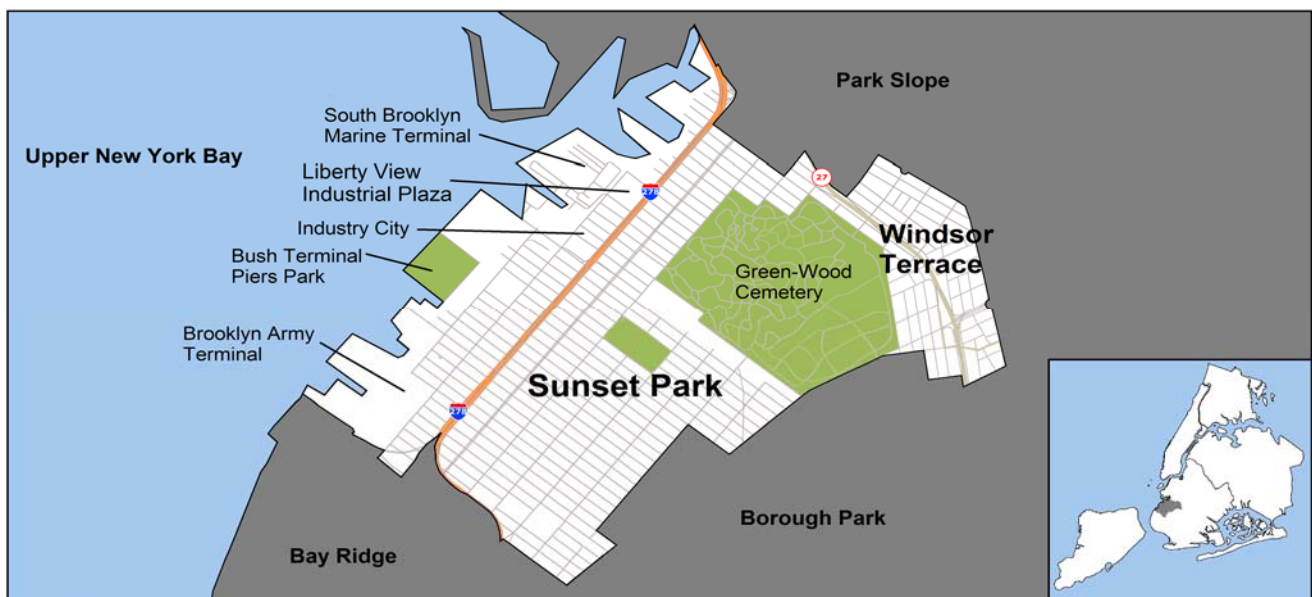 Park Slope
South Brooklyn
Marine Terminal
Upper New York Bay
Liberty View
Industrial Plaza
278
27
Industry City
Windsor
Terrace
Bush Terminal
Piers Park
Green-Wood
Cemetery
Brooklyn Army
Terminal
Sunset Park
278
Borough Park
Bay Ridge